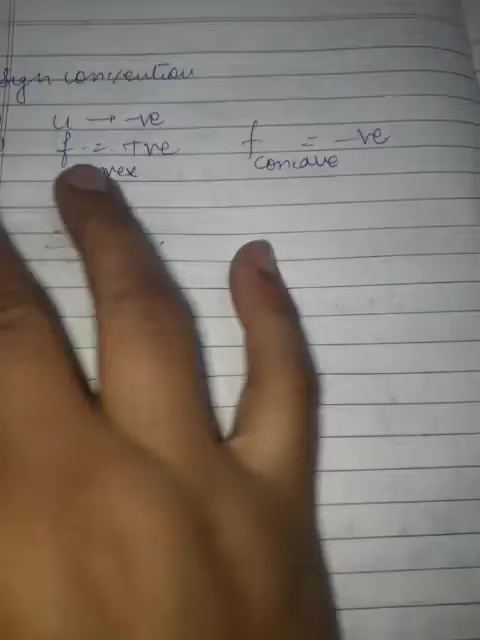 sign convention
u → -ve
f = +ve f = -ve
concave